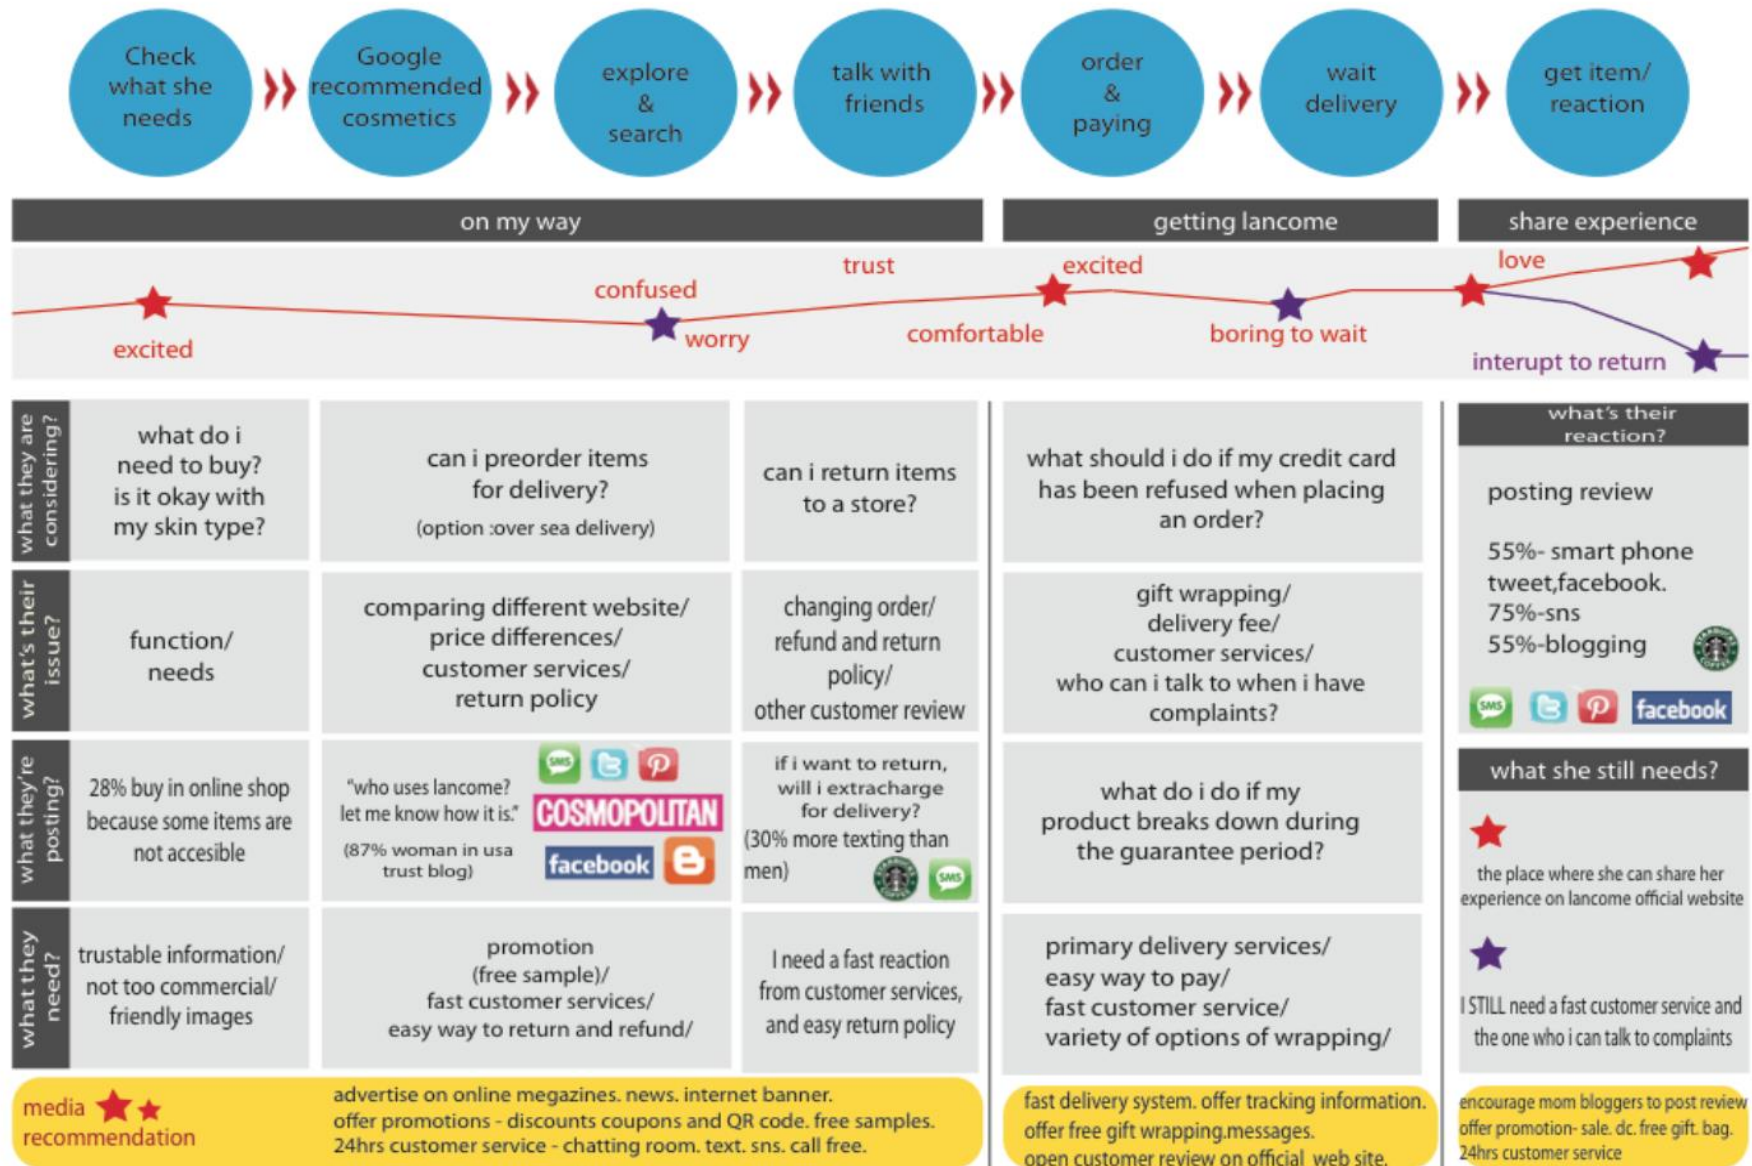 Check
what she
needs
Google
recommended
cosmetics
explore
&
search
talk with
friends
order
&
paying
wait
delivery
get item/
reaction
on my way
getting lancome
share experience
excited
confused
worry
trust
comfortable
excited
boring to wait
love
interupt to return
what they are
considering?
what do i
need to buy?
is it okay with
my skin type?
can i preorder items
for delivery?
(option :over sea delivery)
can i return items
to a store?
what should i do if my credit card
has been refused when placing
an order?
what's their
issue?
function/
needs
comparing different website/
price differences/
customer services/
return policy
changing order/
refund and return
policy/
other customer review
gift wrapping/
delivery fee/
customer services/
who can i talk to when i have
complaints?
what they're
posting?
28% buy in online shop
because some items are
not accesible
"who uses lancome?
let me know how it is."
(87% woman in usa
trust blog)
SMS
COSMOPOLITAN
facebook
if i want to return,
will i extracharge
for delivery?
(30% more texting than
men)
STARBUCKS
COFFEE
SMS
what do i do if my
product breaks down during
the guarantee period?
what they
need?
trustable information/
not too commercial/
friendly images
promotion
(free sample)/
fast customer services/
easy way to return and refund/
I need a fast reaction
from customer services,
and easy return policy
primary delivery services/
easy way to pay/
fast customer service/
variety of options of wrapping/
what's their
reaction?
posting review
55%- smart phone
tweet,facebook.
75%-sns
55%-blogging
STARBUCKS
COFFEE
SMS
facebook
what she still needs?
the place where she can share her
experience on lancome official website
I STILL need a fast customer service and
the one who i can talk to complaints
media
recommendation
advertise on online megazines. news. internet banner.
offer promotions - discounts coupons and QR code. free samples.
24hrs customer service - chatting room. text. sns. call free.
fast delivery system. offer tracking information.
offer free gift wrapping.messages.
open customer review on official web site.
encourage mom bloggers to post review
offer promotion- sale. dc. free gift. bag.
24hrs customer service